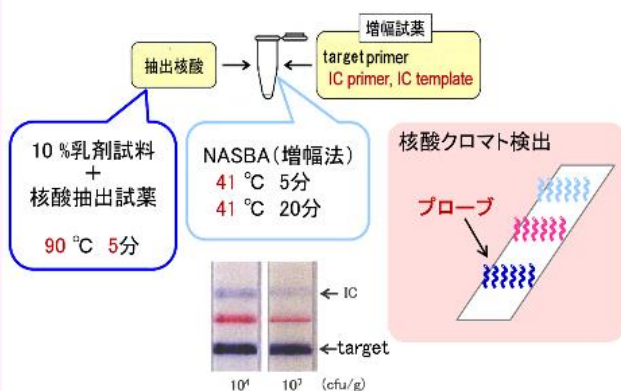 増幅試薬
抽出核酸
target primer
IC primer, IC template
10 %乳剤試料
+
核酸抽出試薬
90 ℃ 5分
NASBA(増幅法)
41 ℃ 5分
41 ℃ 20分
核酸クロマト検出
プローブ
IC
target
10⁴ 10⁷ (cfu/g)